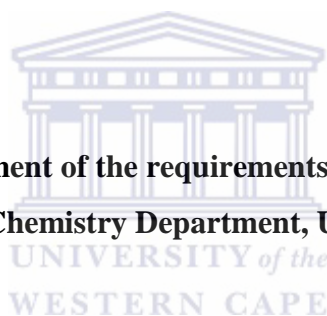 ment of the requirements
Chemistry Department, U
UNIVERSITY of the
WESTERN CAPE